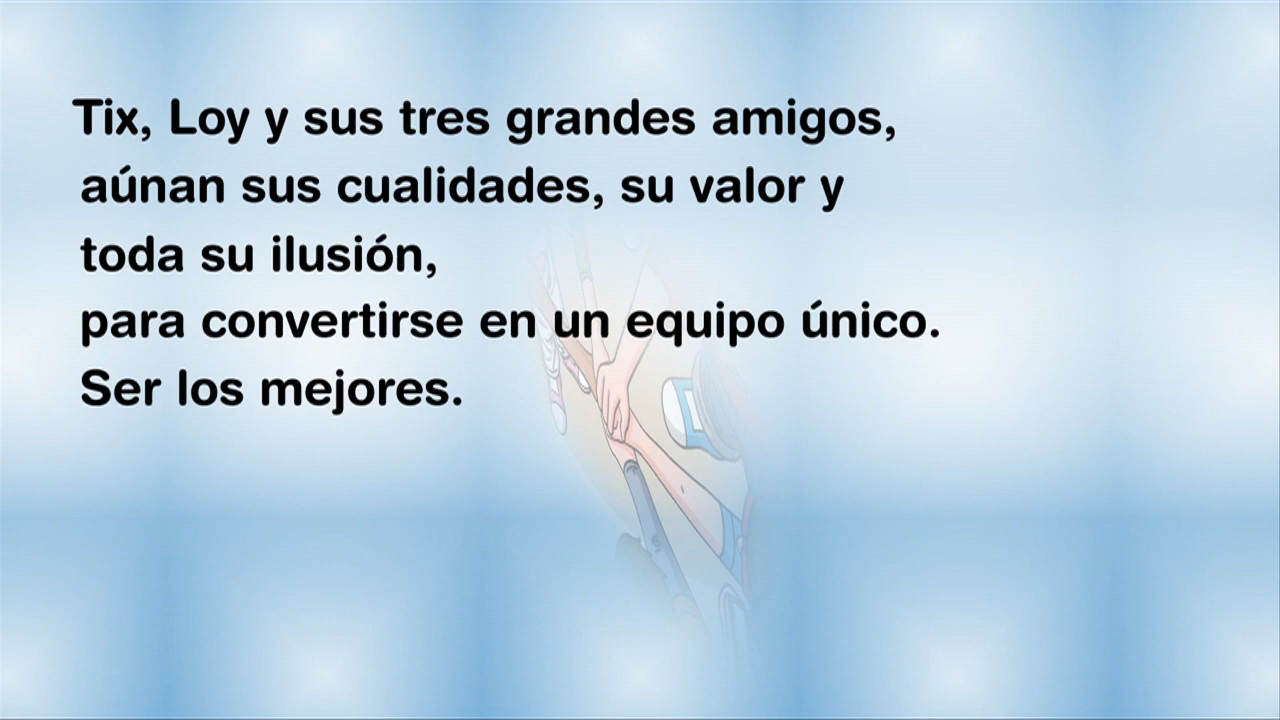 Tix, Loy y sus tres grandes amigos,
aúnan sus cualidades, su valor y
toda su ilusión,
para convertirse en un equipo único.
Ser los mejores.